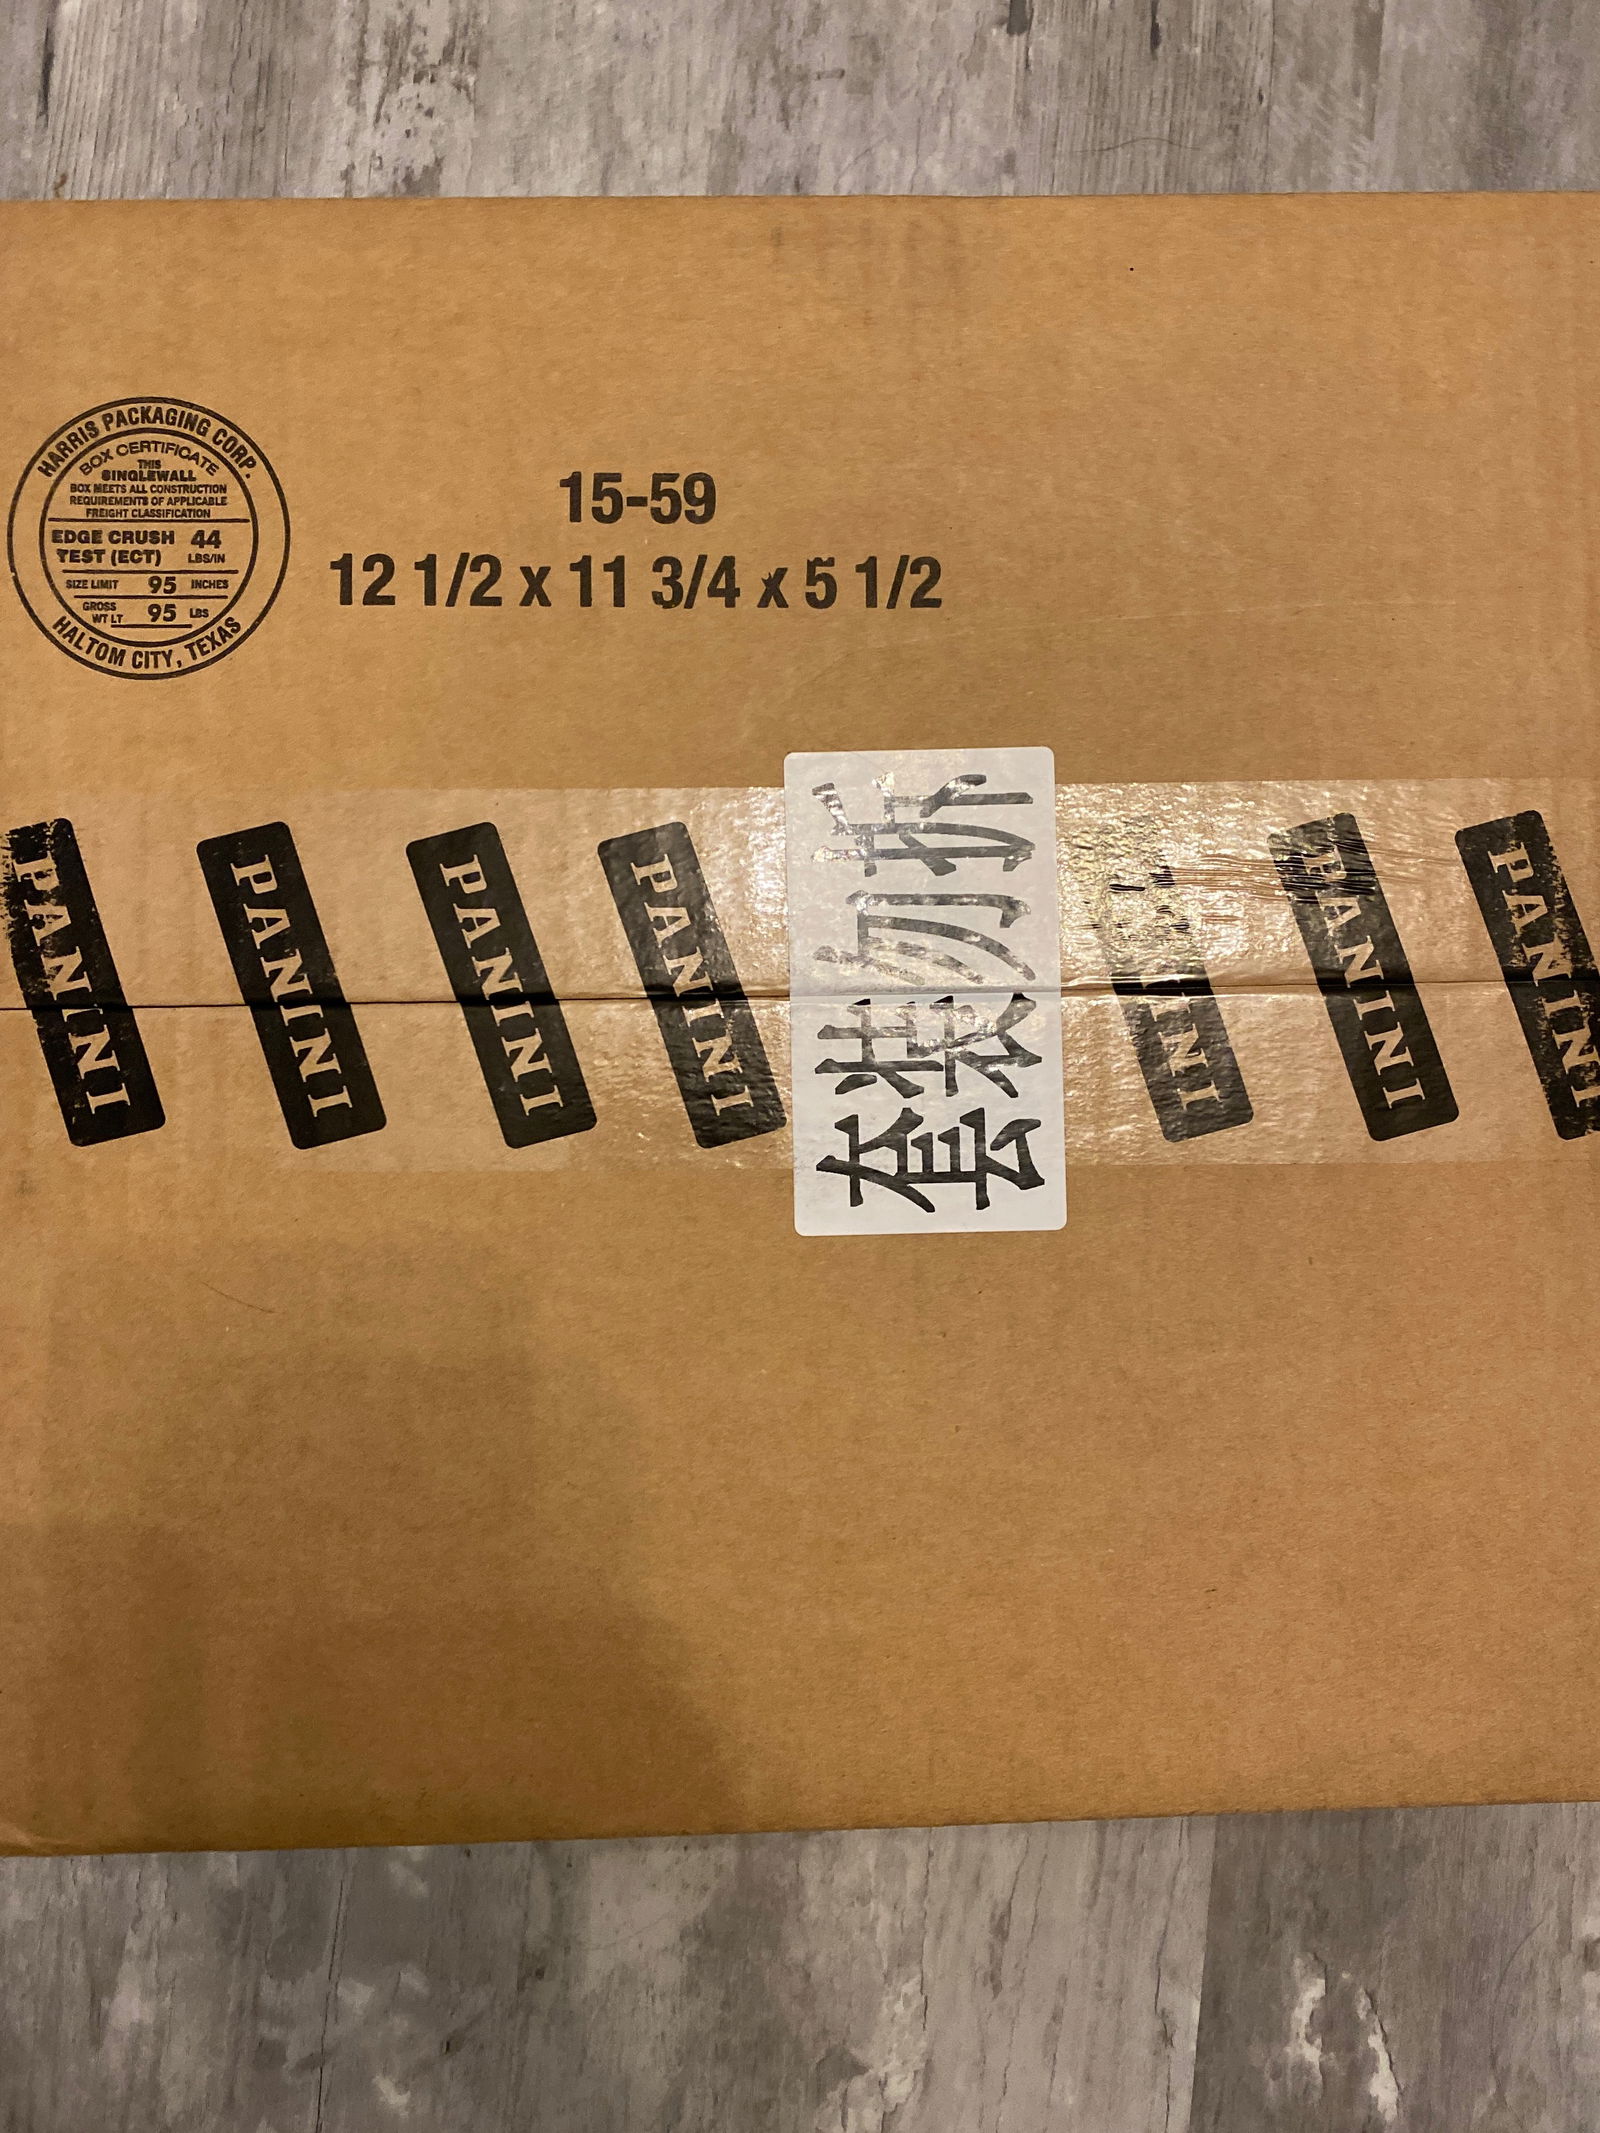 HARRIS PACKAGING CORP.
BOX CERTIFICATE
THIS
SINGLEWALL
BOX MEETS ALL CONSTRUCTION
REQUIREMENTS OF APPLICABLE
FREIGHT CLASSIFICATION
EDGE CRUSH 44
TEST (ECT) LBS/IN
SIZE LIMIT 95 INCHES
GROSS
WT LT 95 LBS
HALTOM CITY, TEXAS
15-59
12 1/2 x 11 3/4 x 5 1/2
PANINI
PANINI
PANINI
PANINI
套装勿折
PANINI
PANINI
PANINI